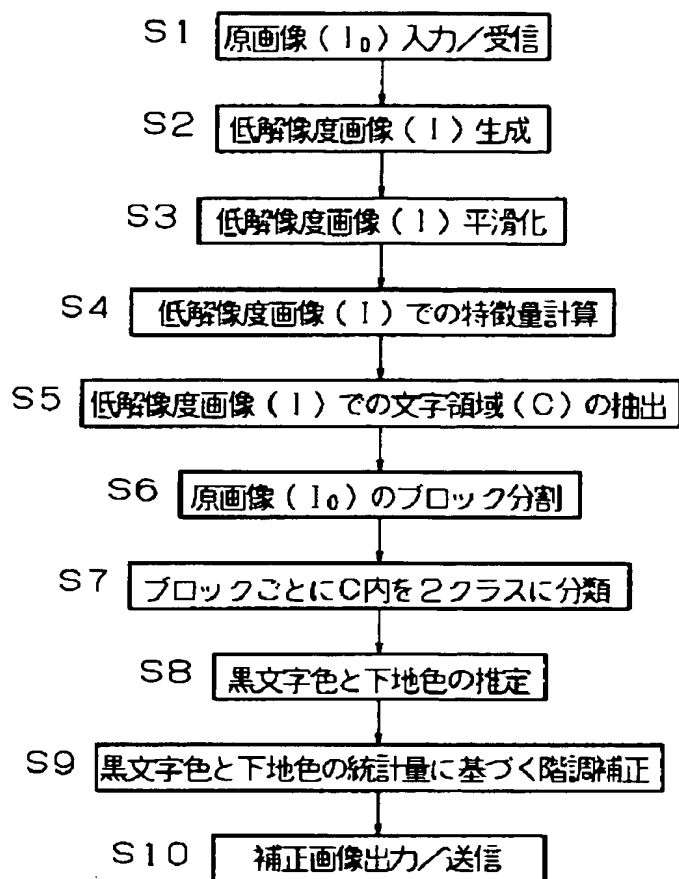 S1 原画像(I₀)入力/受信
S2 低解像度画像(I)生成
S3 低解像度画像(I)平滑化
S4 低解像度画像(I)での特徴量計算
S5 低解像度画像(I)での文字領域(C)の抽出
S6 原画像(I₀)のブロック分割
S7 ブロックごとにC内を2クラスに分類
S8 黒文字色と下地色の推定
S9 黒文字色と下地色の統計量に基づく階調補正
S10 補正画像出力/送信